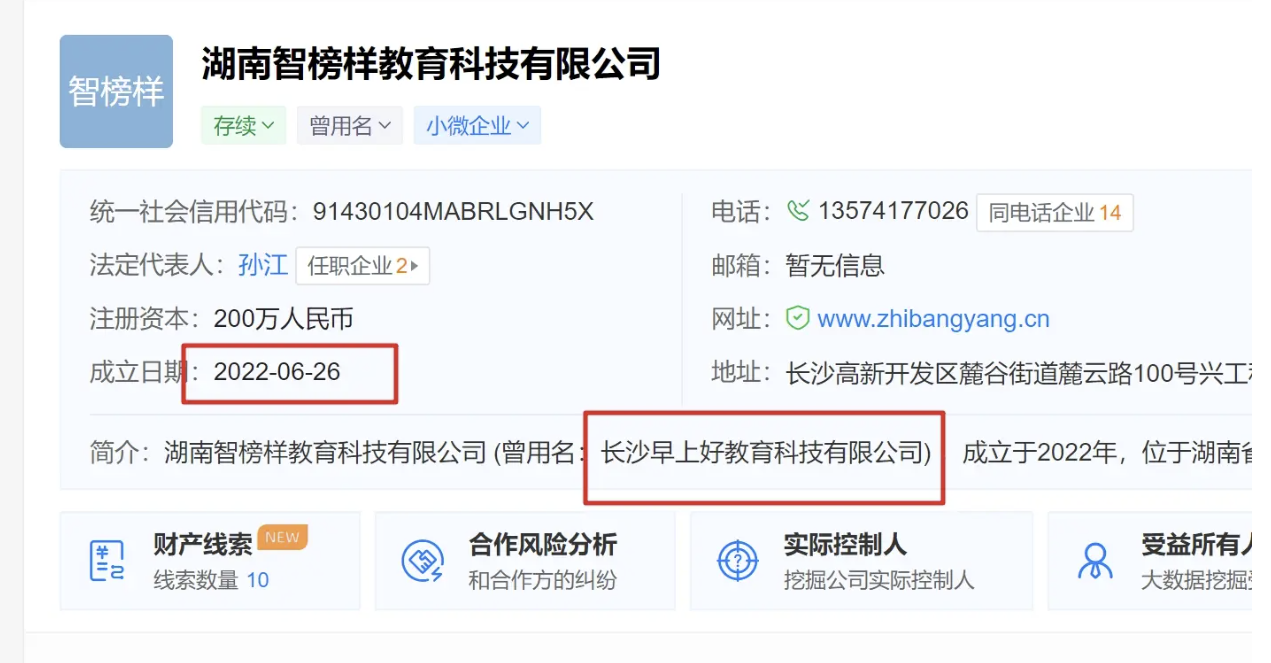 智榜样
湖南智榜样教育科技有限公司
存续 曾用名 小微企业
统一社会信用代码：91430104MABRLGNH5X
电话：13574177026 同电话企业 14
法定代表人：孙江 任职企业2
邮箱：暂无信息
注册资本：200万人民币
网址：www.zhibangyang.cn
成立日期：2022-06-26
地址：长沙高新开发区麓谷街道麓云路100号兴工
简介：湖南智榜样教育科技有限公司 (曾用名：长沙早上好教育科技有限公司) 成立于2022年，位于湖南省
财产线索 NEW
线索数量 10
合作风险分析
和合作方的纠纷
实际控制人
挖掘公司实际控制人
受益所有人
大数据挖掘